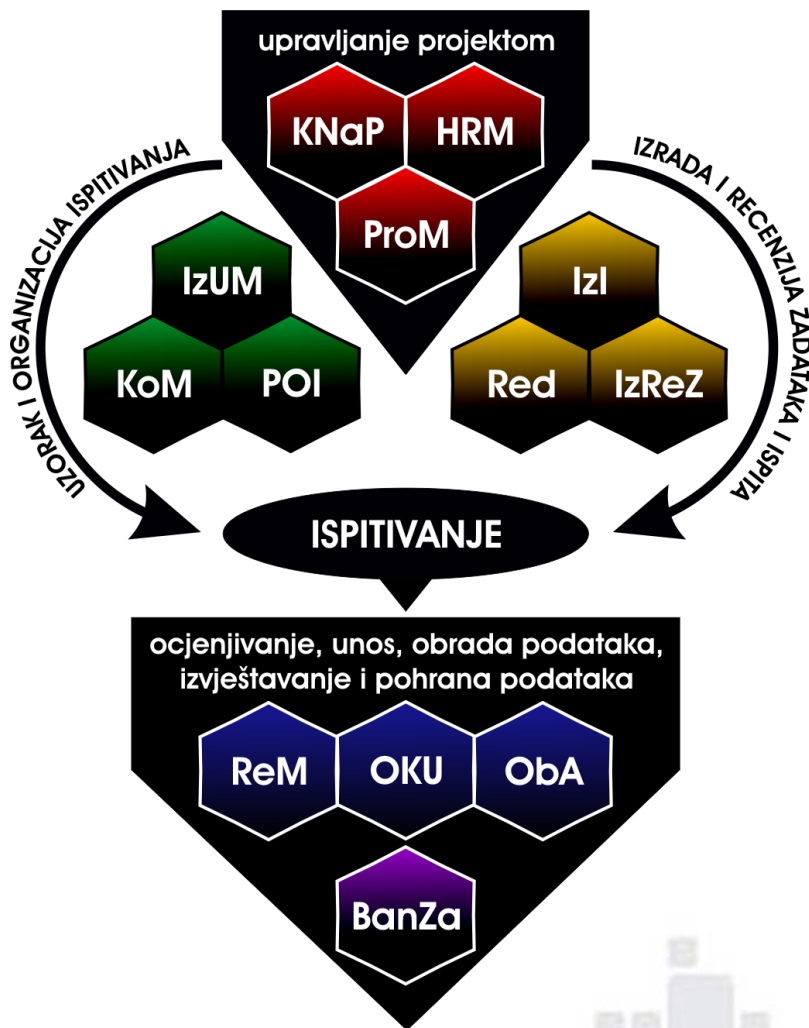 upravljanje projektom
KNaP
HRM
ProM
UZORAK I ORGANIZACIJA ISPITIVANJA
IZRADA I RECENZIJA ZADATAKA I ISPITA
IzUM
KoM
POI
IzI
Red
IzReZ
ISPITIVANJE
ocjenjivanje, unos, obrada podataka,
izvještavanje i pohrana podataka
ReM
OKU
ObA
BanZa